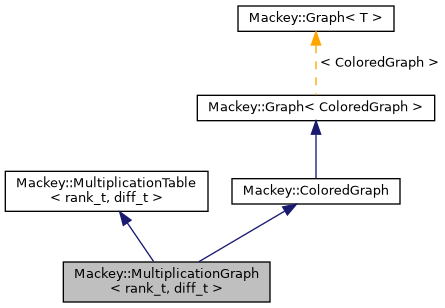 Mackey::Graph< T >
< ColoredGraph >
Mackey::Graph< ColoredGraph >
Mackey::MultiplicationTable
< rank_t, diff_t >
Mackey::ColoredGraph
Mackey::MultiplicationGraph
< rank_t, diff_t >